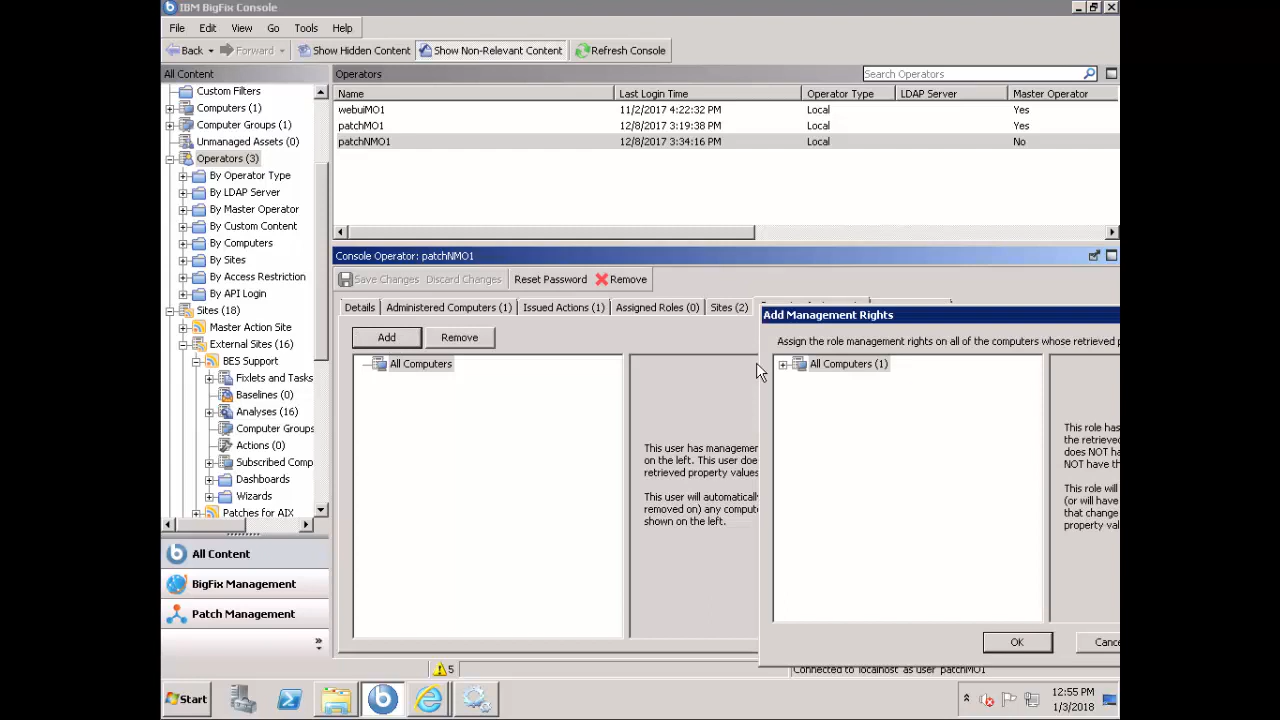 IBM BigFix Console
File Edit View Go Tools Help
Back Forward Show Hidden Content Show Non-Relevant Content Refresh Console
All Content
Custom Filters
Computers (1)
Computer Groups (1)
Unmanaged Assets (0)
Operators (3)
By Operator Type
By LDAP Server
By Master Operator
By Custom Content
By Computers
By Sites
By Access Restriction
By API Login
Sites (18)
Master Action Site
External Sites (16)
BES Support
Fixlets and Tasks
Baselines (0)
Analyses (16)
Computer Groups
Actions (0)
Subscribed Comp
Dashboards
Wizards
Patches for AIX
All Content
BigFix Management
Patch Management
»
Operators
Search Operators
Name Last Login Time Operator Type LDAP Server Master Operator
webuiMO1 11/2/2017 4:22:32 PM Local Yes
patchMO1 12/8/2017 3:19:38 PM Local Yes
patchNMO1 12/8/2017 3:34:16 PM Local No
Console Operator: patchNMO1
Save Changes Discard Changes Reset Password Remove
Details Administered Computers (1) Issued Actions (1) Assigned Roles (0) Sites (2)
Add Remove
All Computers
This user has managemen
on the left. This user doe
retrieved property values
This user will automatically
removed on) any compute
shown on the left.
Add Management Rights
Assign the role management rights on all of the computers whose retrieved p
All Computers (1)
This role has
the retrieved
does NOT ha
NOT have th
This role will
(or will have
that change
property val
OK Cance
5
Connected to localhost as user patchMO1
Start
12:55 PM
1/3/2018